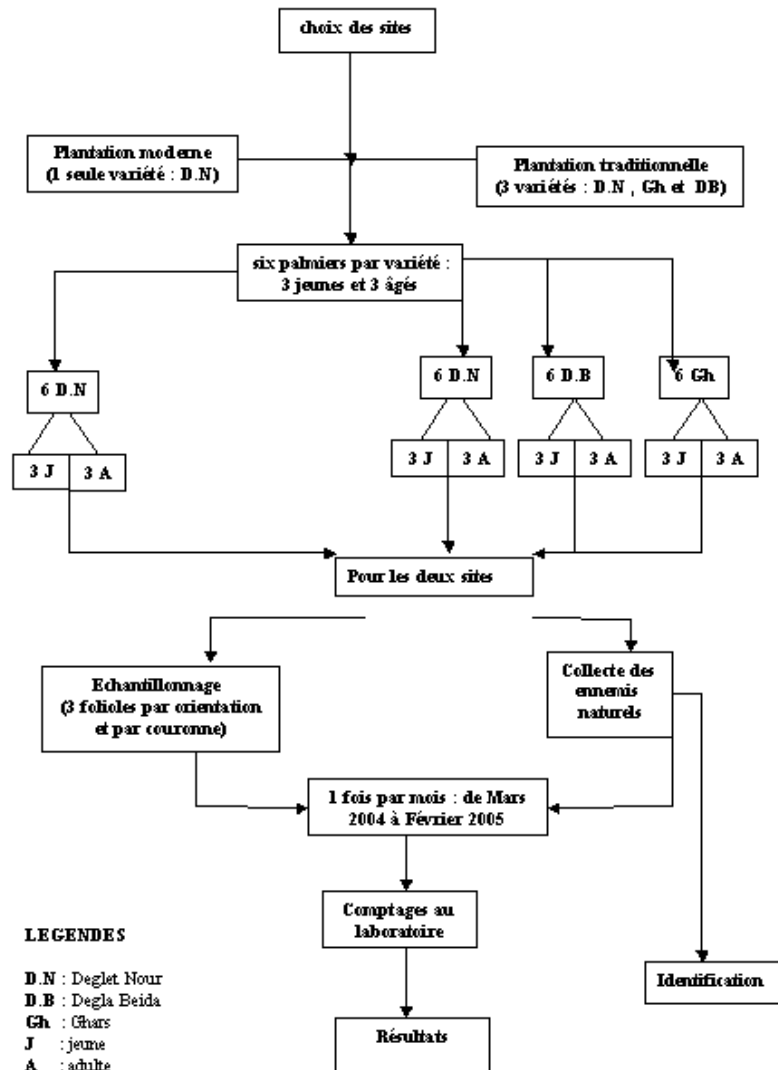 choix des sites
Plantation moderne
(1 seule variété : D.N)
Plantation traditionnelle
(3 variétés : D.N , Gh et DB)
six palmiers par variété :
3 jeunes et 3 âgés
6 D.N
6 D.N
6 D.B
6 Gh
3 J
3 A
3 J
3 A
3 J
3 A
3 J
3 A
Pour les deux sites
Echantillonnage
(3 folioles par orientation
et par couronne)
Collecte des
ennemis
naturels
1 fois par mois : de Mars
2004 à Février 2005
Comptages au
laboratoire
Identification
Résultats
LEGENDES
D.N : Deglet Nour
D.B : Degla Beida
Gh : Ghars
J : jeune
A : adulte